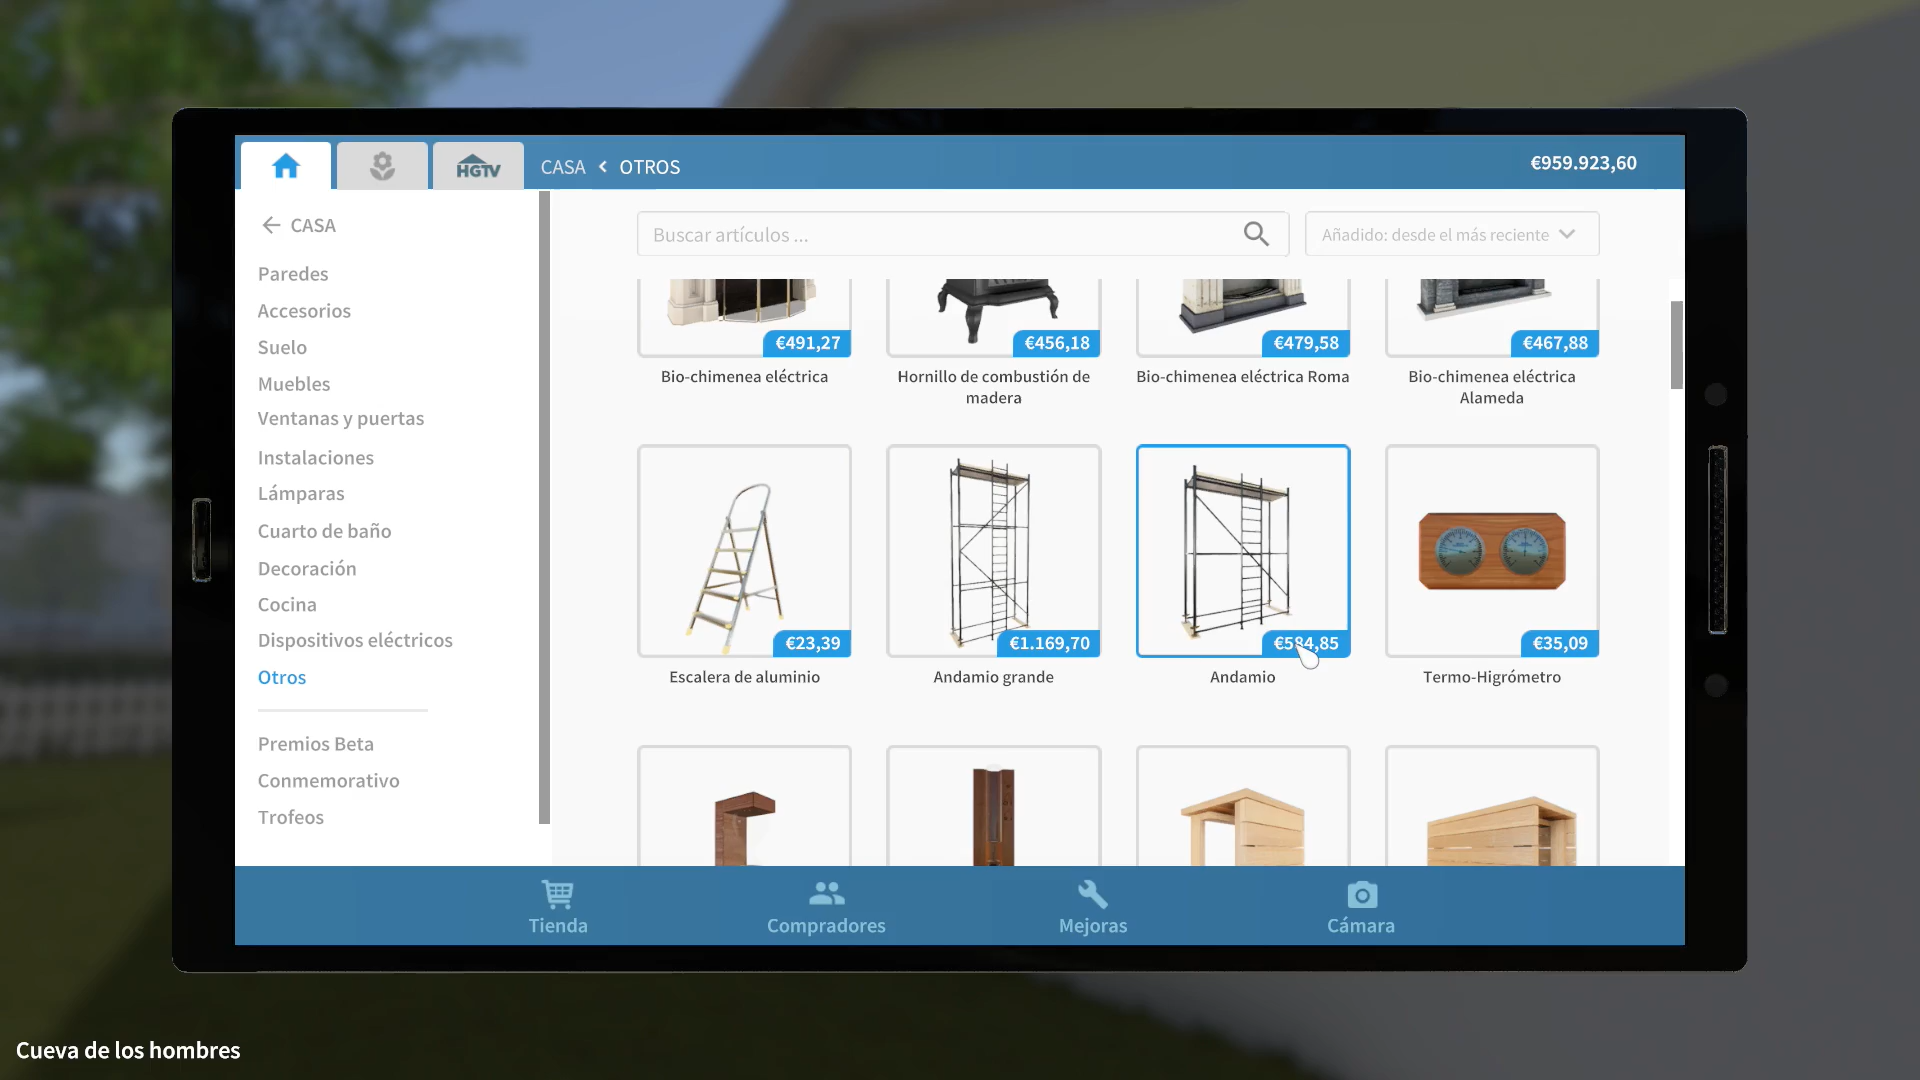 HGTV
CASA < OTROS
€959.923,60
CASA
Paredes
Accesorios
Suelo
Muebles
Ventanas y puertas
Instalaciones
Lámparas
Cuarto de baño
Decoración
Cocina
Dispositivos eléctricos
Otros
Premios Beta
Conmemorativo
Trofeos
Buscar artículos ...
Añadido: desde el más reciente
€491,27
€456,18
€479,58
€467,88
Bio-chimenea eléctrica
Hornillo de combustión de
madera
Bio-chimenea eléctrica Roma
Bio-chimenea eléctrica
Alameda
€23,39
€1.169,70
€584,85
€35,09
Escalera de aluminio
Andamio grande
Andamio
Termo-Higrómetro
Tienda
Compradores
Mejoras
Cámara
Cueva de los hombres